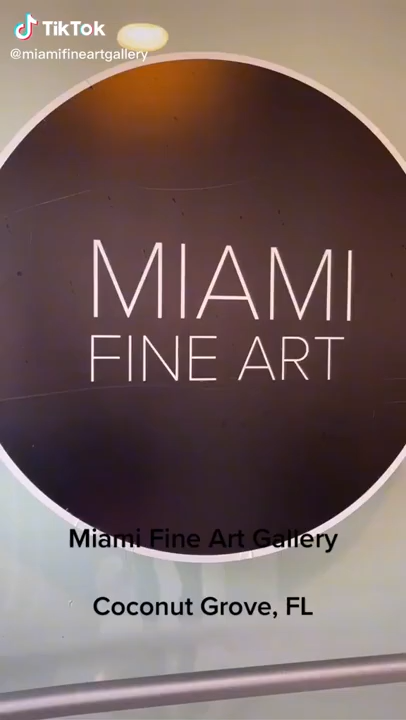 TikTok
@miamifineartgallery
MIAMI
FINE ART
Miami Fine Art Gallery
Coconut Grove, FL